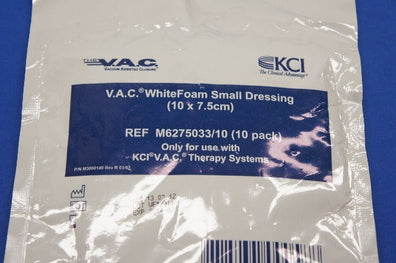 THE V.A.C.®
VACUUM ASSISTED CLOSURE
KCI
The Clinical Advantage®
V.A.C.® WhiteFoam Small Dressing
(10 x 7.5cm)
REF M6275033/10 (10 pack)
Only for use with
KCI® V.A.C.® Therapy Systems